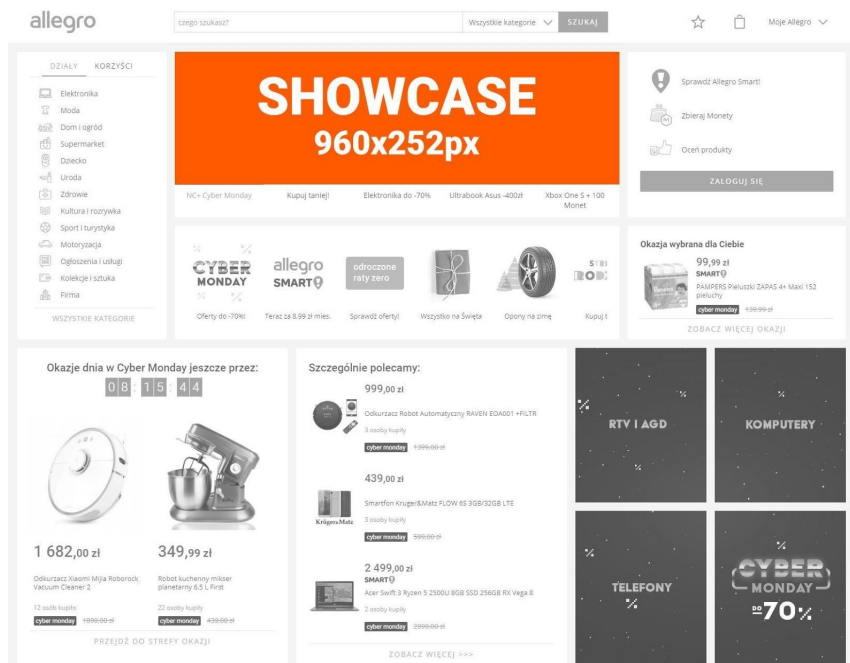 allegro
czego szukasz?
Wszystkie kategorie
SZUKAJ
Moje Allegro
DZIAŁY KORZYŚCI
Elektronika
Moda
Dom i ogród
Supermarket
Dziecko
Uroda
Zdrowie
Kultura i rozrywka
Sport i turystyka
Motoryzacja
Ogłoszenia i usługi
Kolekcje i sztuka
Firma
WSZYSTKIE KATEGORIE
SHOWCASE
960x252px
NC+ Cyber Monday
Kupuj taniej!
Elektronika do -70%
Ultrabook Asus -400zł
Xbox One S + 100
Monet
Sprawdź Allegro Smart!
Zbieraj Monety
Oceń produkty
ZALOGUJ SIĘ
CYBER
MONDAY
Oferty do -70%!
allegro
SMART
Teraz za 8,99 zł mies.
odroczone
raty zero
Sprawdź oferty!
Wszystko na Święta
Opony na zimę
Kupuj t
Okazja wybrana dla Ciebie
99,99 zł
SMART
PAMPERS Pieluszki ZAPAS 4+ Maxi 152
pieluchy
cyber monday 139,99 zł
ZOBACZ WIĘCEJ OKAZJI
Okazje dnia w Cyber Monday jeszcze przez:
08:15:44
1 682,00 zł
Odkurzacz Xiaomi Mijia Roborock
Vacuum Cleaner 2
12 osób kupiło
cyber monday 1899,00 zł
349,99 zł
Robot kuchenny mikser
planetarny 6,5 L First
22 osoby kupiły
cyber monday 439,00 zł
PRZEJDŹ DO STREFY OKAZJI
Szczególnie polecamy:
999,00 zł
Odkurzacz Robot Automatyczny RAVEN EOA001 +FILTR
3 osoby kupiły
cyber monday 1399,00 zł
439,00 zł
Smartfon Kruger&Matz FLOW 6S 3GB/32GB LTE
Krüger&Matz
3 osoby kupiły
cyber monday 599,00 zł
2 499,00 zł
SMART
Acer Swift 3 Ryzen 5 2500U 8GB SSD 256GB RX Vega 8
2 osoby kupiły
cyber monday 2999,00 zł
ZOBACZ WIĘCEJ >>>
RTV I AGD
KOMPUTERY
TELEFONY
CYBER
MONDAY
DO 70%